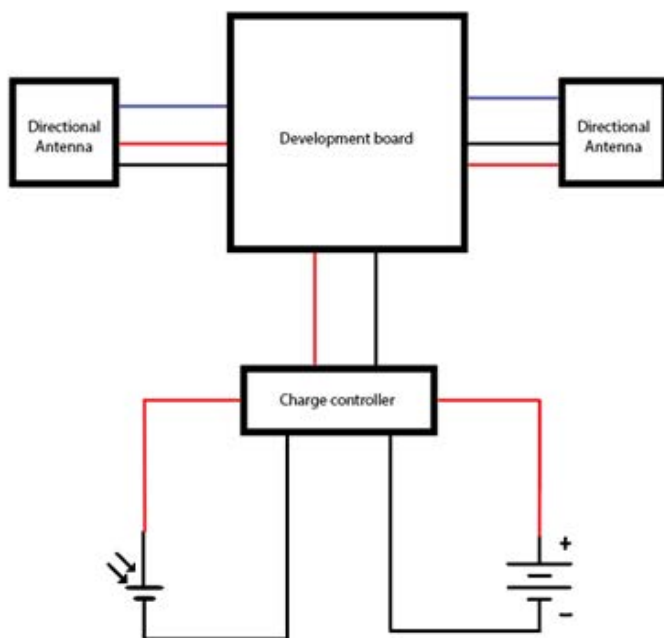 Directional
Antenna
Development board
Directional
Antenna
Charge controller
+
−